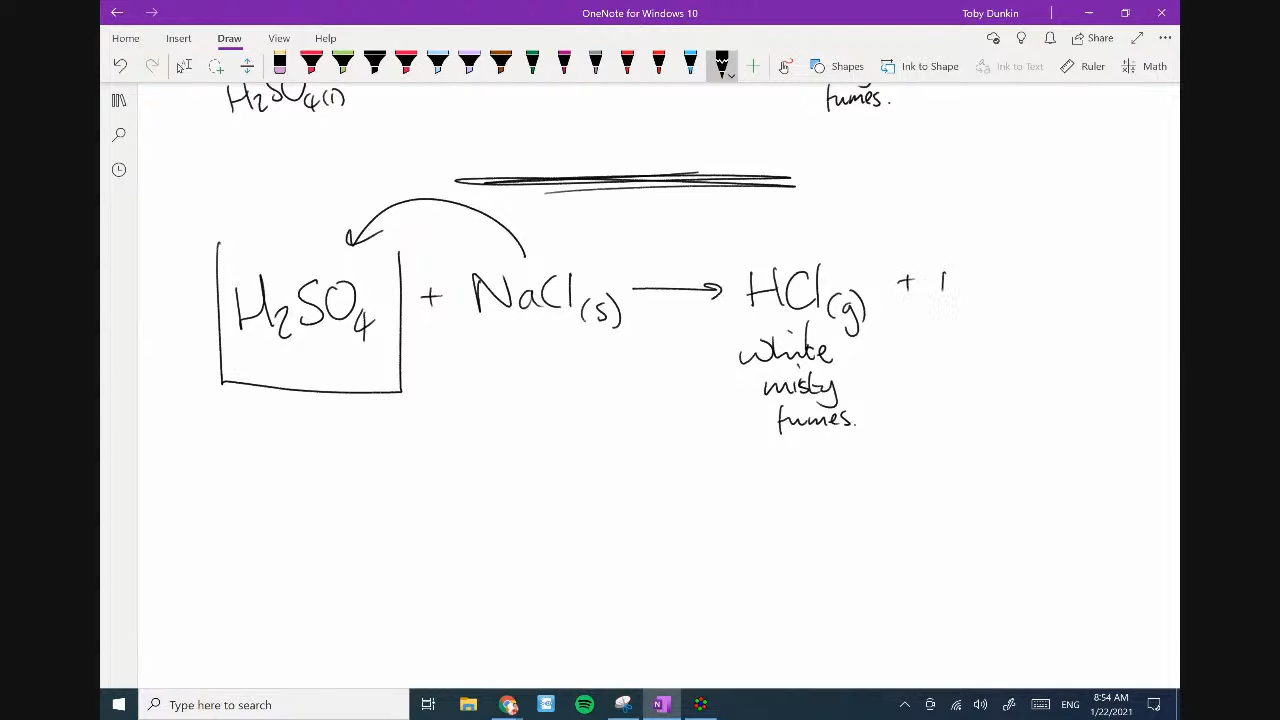 OneNote for Windows 10
Toby Dunkin
Home Insert Draw View Help
Share
Shapes Ink to Shape Ink to Text Ruler Math
H2SO4(l)
fumes.
H2SO4 + NaCl(s) → HCl(g) +
white
misty
fumes.
Type here to search
ENG
8:54 AM
1/22/2021